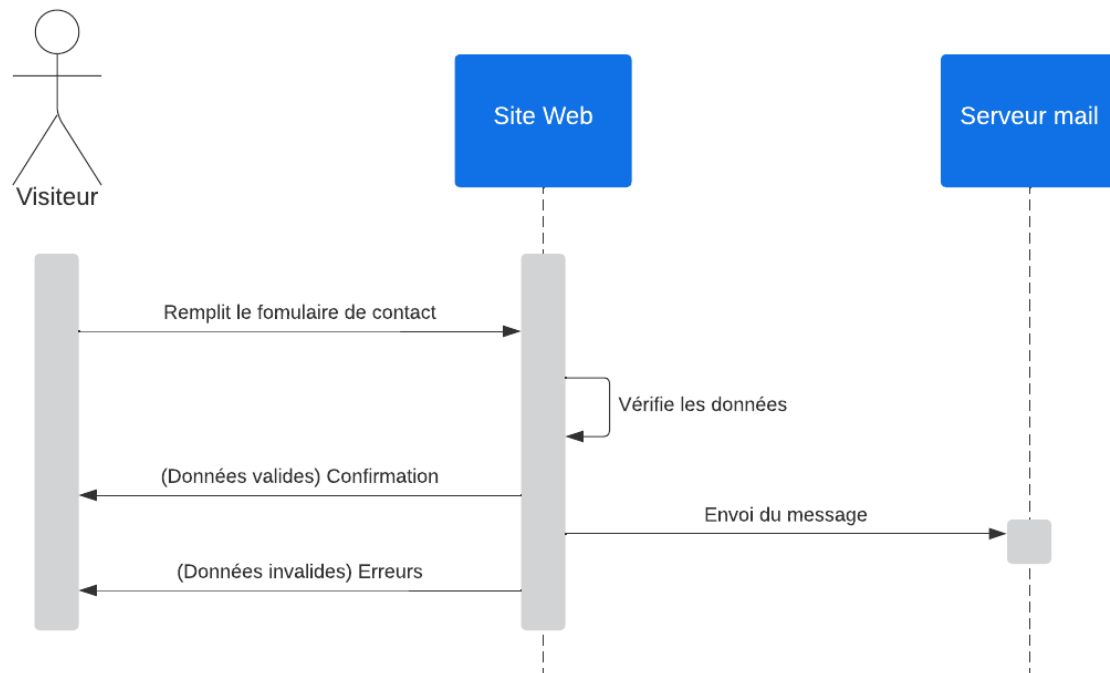 Visiteur
Site Web
Serveur mail
Remplit le fomulaire de contact
Vérifie les données
(Données valides) Confirmation
Envoi du message
(Données invalides) Erreurs